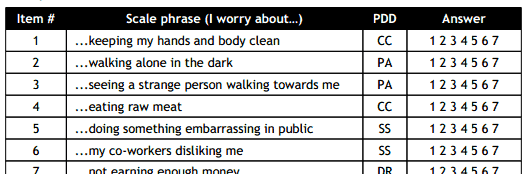 Item # Scale phrase (I worry about…) PDD Answer
1 …keeping my hands and body clean CC 1 2 3 4 5 6 7
2 …walking alone in the dark PA 1 2 3 4 5 6 7
3 …seeing a strange person walking towards me PA 1 2 3 4 5 6 7
4 …eating raw meat CC 1 2 3 4 5 6 7
5 …doing something embarrassing in public SS 1 2 3 4 5 6 7
6 …my co-workers disliking me SS 1 2 3 4 5 6 7
7 …not earning enough money DR 1 2 3 4 5 6 7